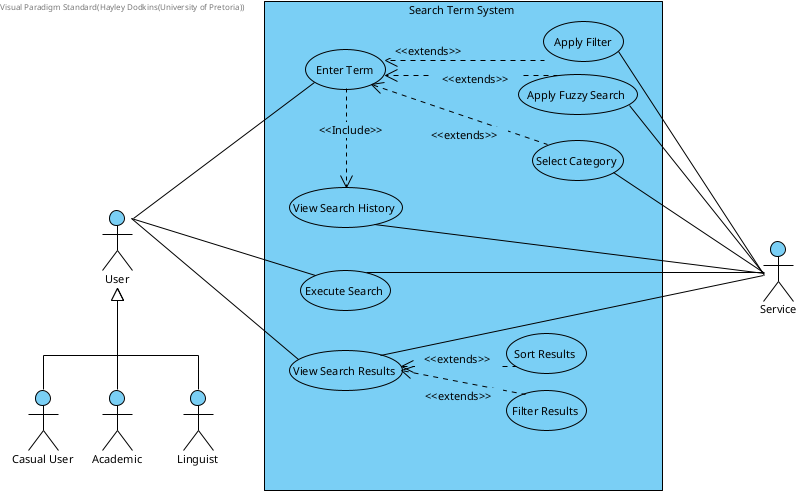 Visual Paradigm Standard(Hayley Dodkins(University of Pretoria))
Search Term System
<<extends>>
Apply Filter
Enter Term
<<extends>>
Apply Fuzzy Search
<<Include>>
<<extends>>
Select Category
View Search History
User
Service
Execute Search
<<extends>>
Sort Results
View Search Results
<<extends>>
Filter Results
Casual User
Academic
Linguist